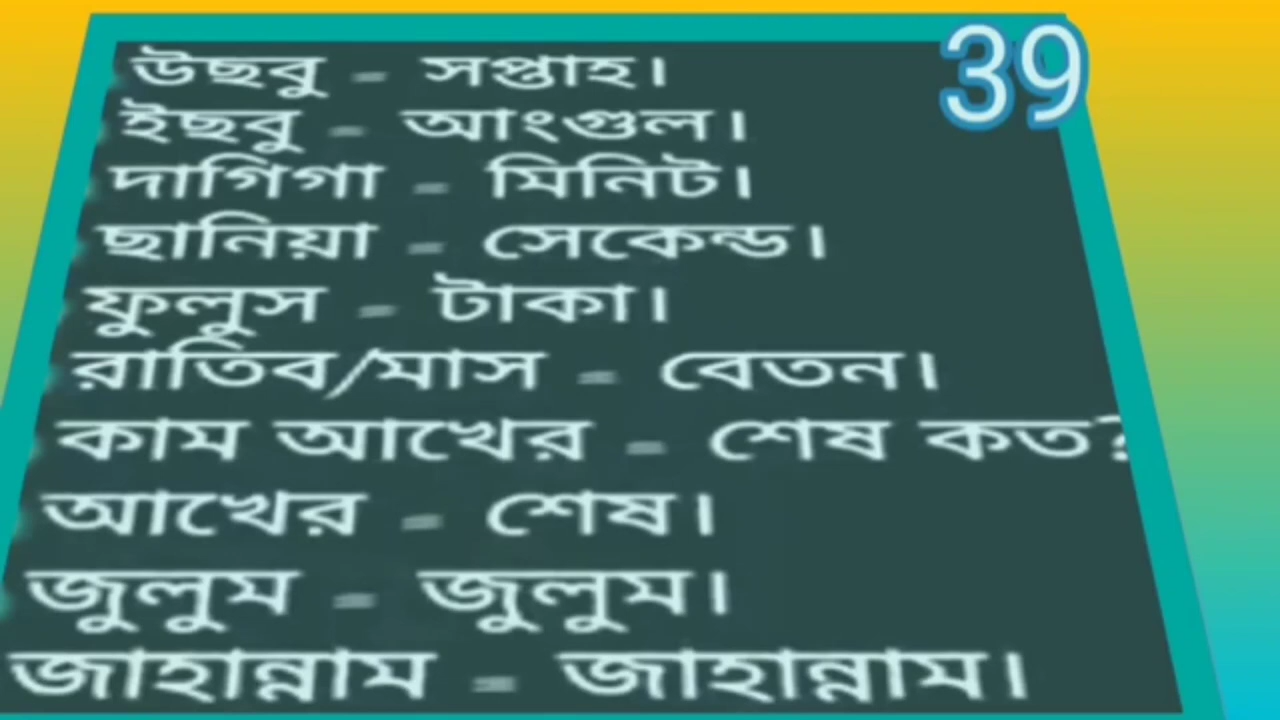 39
উছবু - সপ্তাহ।
ইছবু - আংগুল।
দাগিগা - মিনিট।
ছানিয়া - সেকেন্ড।
ফুলুস - টাকা।
রাতিব/মাস - বেতন।
কাম আখের - শেষ কত?
আখের - শেষ।
জুলুম - জুলুম।
জাহান্নাম - জাহান্নাম।